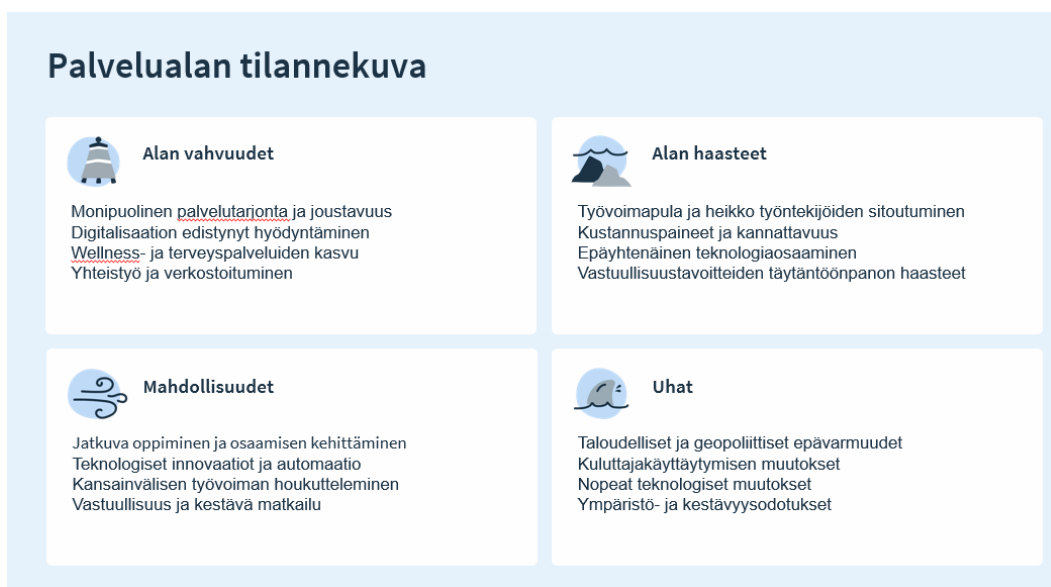 Palvelualan tilannekuva
Alan vahvuudet
Monipuolinen palvelutarjonta ja joustavuus
Digitalisaation edistynyt hyödyntäminen
Wellness- ja terveyspalveluiden kasvu
Yhteistyö ja verkostoituminen
Alan haasteet
Työvoimapula ja heikko työntekijöiden sitoutuminen
Kustannuspaineet ja kannattavuus
Epäyhtenäinen teknologiaosaaminen
Vastuullisuustavoitteiden täytäntöönpanon haasteet
Mahdollisuudet
Jatkuva oppiminen ja osaamisen kehittäminen
Teknologiset innovaatiot ja automaatio
Kansainvälisen työvoiman houkutteleminen
Vastuullisuus ja kestävä matkailu
Uhat
Taloudelliset ja geopoliittiset epävarmuudet
Kuluttajakäyttäytymisen muutokset
Nopeat teknologiset muutokset
Ympäristö- ja kestävyysodotukset